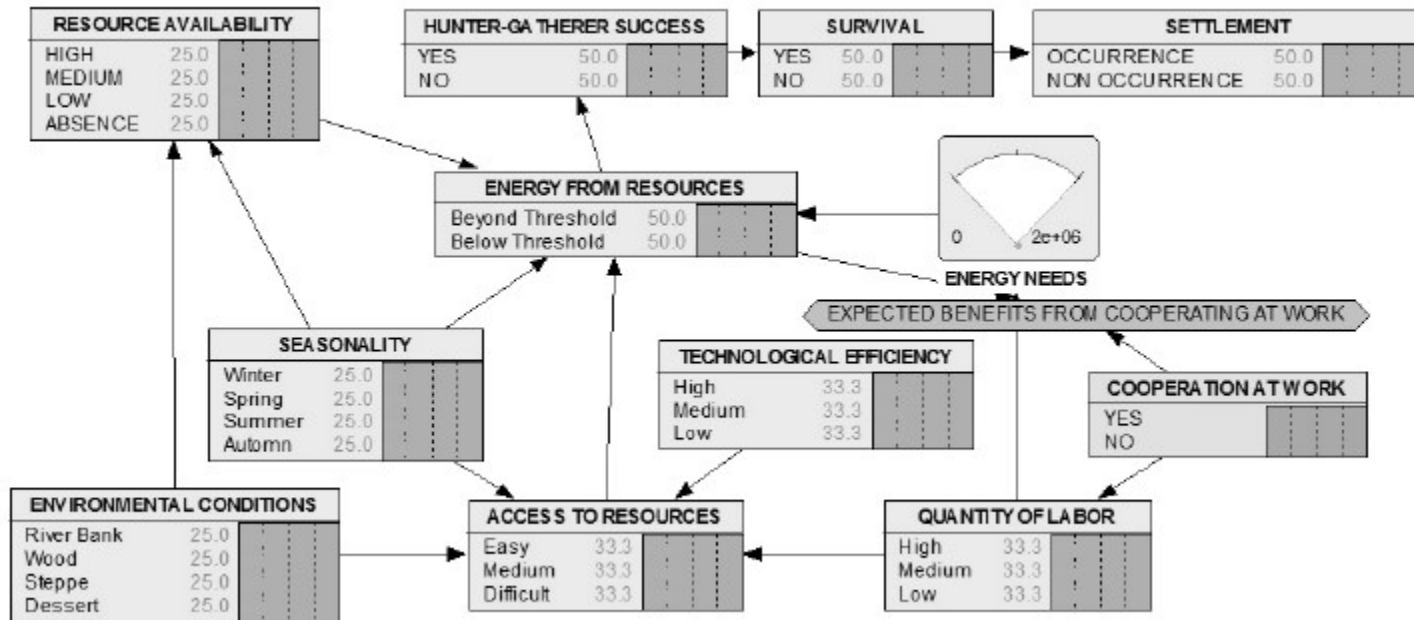 RESOURCE AVAILABILITY
HIGH 25.0
MEDIUM 25.0
LOW 25.0
ABSENCE 25.0
HUNTER-GATHERER SUCCESS
YES 50.0
NO 50.0
SURVIVAL
YES 50.0
NO 50.0
SETTLEMENT
OCCURRENCE 50.0
NON OCCURRENCE 50.0
ENERGY FROM RESOURCES
Beyond Threshold 50.0
Below Threshold 50.0
0 2e+06
ENERGY NEEDS
EXPECTED BENEFITS FROM COOPERATING AT WORK
SEASONALITY
Winter 25.0
Spring 25.0
Summer 25.0
Automn 25.0
TECHNOLOGICAL EFFICIENCY
High 33.3
Medium 33.3
Low 33.3
COOPERATION AT WORK
YES
NO
ENVIRONMENTAL CONDITIONS
River Bank 25.0
Wood 25.0
Steppe 25.0
Dessert 25.0
ACCESS TO RESOURCES
Easy 33.3
Medium 33.3
Difficult 33.3
QUANTITY OF LABOR
High 33.3
Medium 33.3
Low 33.3